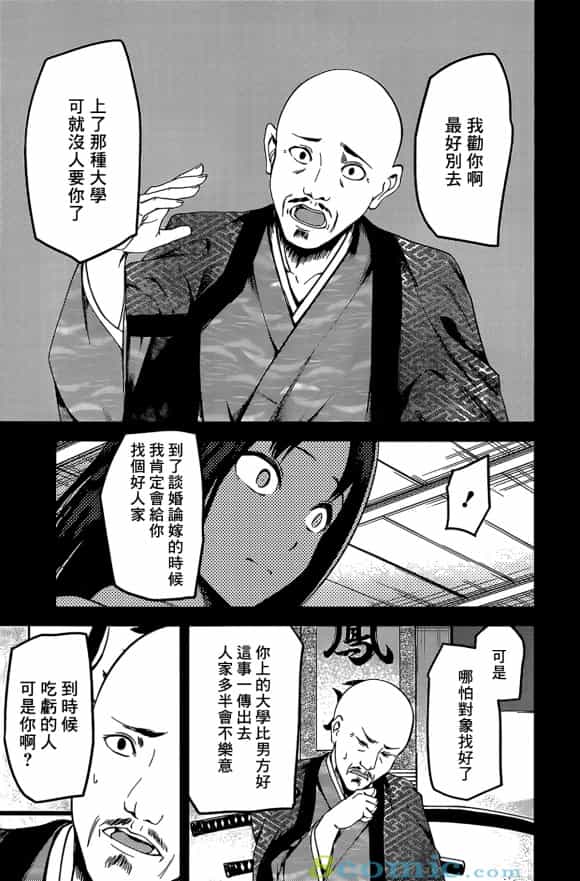 我勸你啊
最好別去
上了那種大學
可就沒人要你了
!
到了談婚論嫁的時候
我肯定會給你
找個好人家
可是
哪怕對象找好了
鳳
你上的大學比男方好
這事一傳出去
人家多半會不樂意
到時候
吃虧的人
可是你啊?
8comic.com